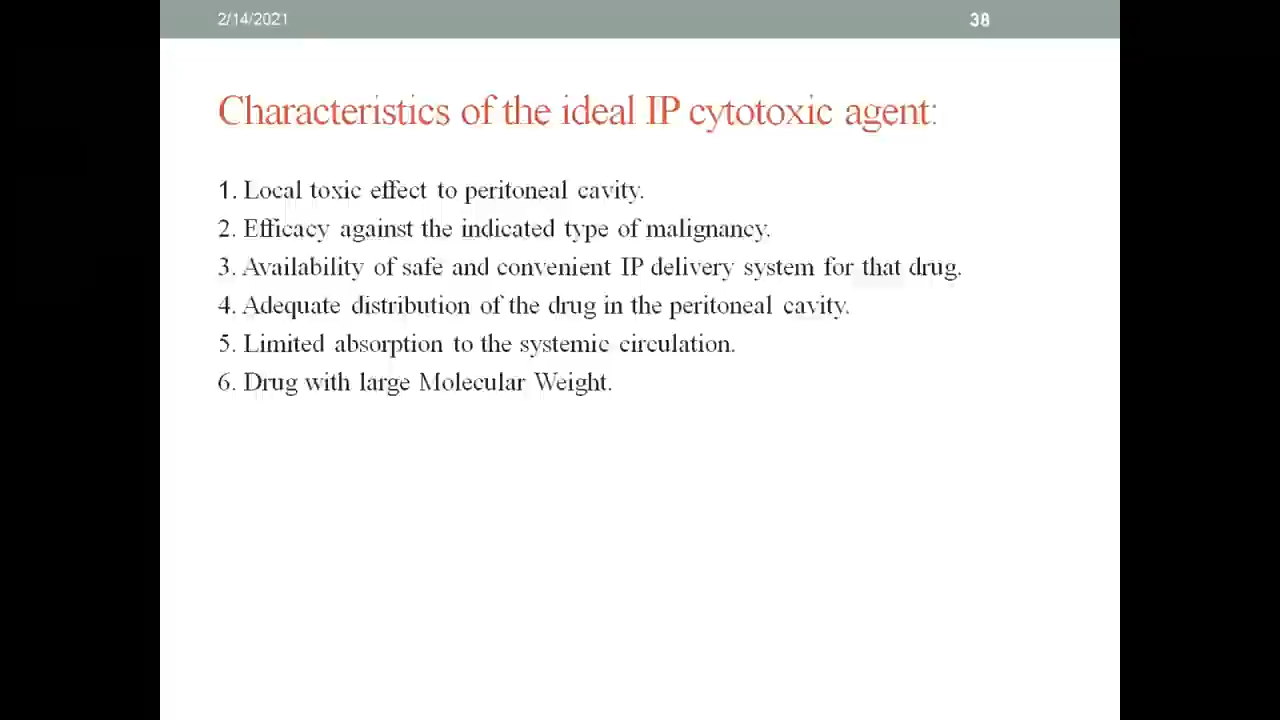 2/14/2021
38
Characteristics of the ideal IP cytotoxic agent:
1. Local toxic effect to peritoneal cavity.
2. Efficacy against the indicated type of malignancy.
3. Availability of safe and convenient IP delivery system for that drug.
4. Adequate distribution of the drug in the peritoneal cavity.
5. Limited absorption to the systemic circulation.
6. Drug with large Molecular Weight.